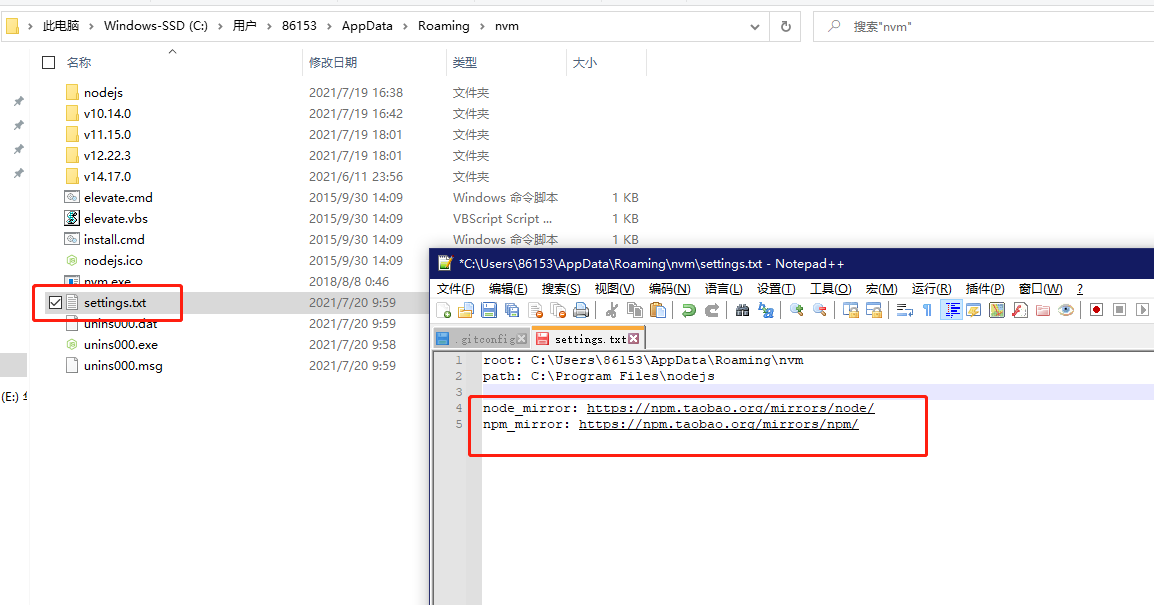 此电脑 > Windows-SSD (C:) > 用户 > 86153 > AppData > Roaming > nvm
搜索"nvm"
名称 修改日期 类型 大小
nodejs 2021/7/19 16:38 文件夹
v10.14.0 2021/7/19 16:42 文件夹
v11.15.0 2021/7/19 18:01 文件夹
v12.22.3 2021/7/19 18:01 文件夹
v14.17.0 2021/6/11 23:56 文件夹
elevate.cmd 2015/9/30 14:09 Windows 命令脚本 1 KB
elevate.vbs 2015/9/30 14:09 VBScript Script ... 1 KB
install.cmd 2015/9/30 14:09 Windows 命令脚本 1 KB
nodejs.ico 2015/9/30 14:09
nvm.exe 2018/8/8 0:46
settings.txt 2021/7/20 9:59
unins000.dat 2021/7/20 9:59
unins000.exe 2021/7/20 9:58
unins000.msg 2021/7/20 9:59
(E:)
*C:\Users\86153\AppData\Roaming\nvm\settings.txt - Notepad++
文件(F) 编辑(E) 搜索(S) 视图(V) 编码(N) 语言(L) 设置(T) 工具(O) 宏(M) 运行(R) 插件(P) 窗口(W) ?
.gitconfig settings.txt
1 root: C:\Users\86153\AppData\Roaming\nvm
2 path: C:\Program Files\nodejs
3
4 node_mirror: https://npm.taobao.org/mirrors/node/
5 npm_mirror: https://npm.taobao.org/mirrors/npm/